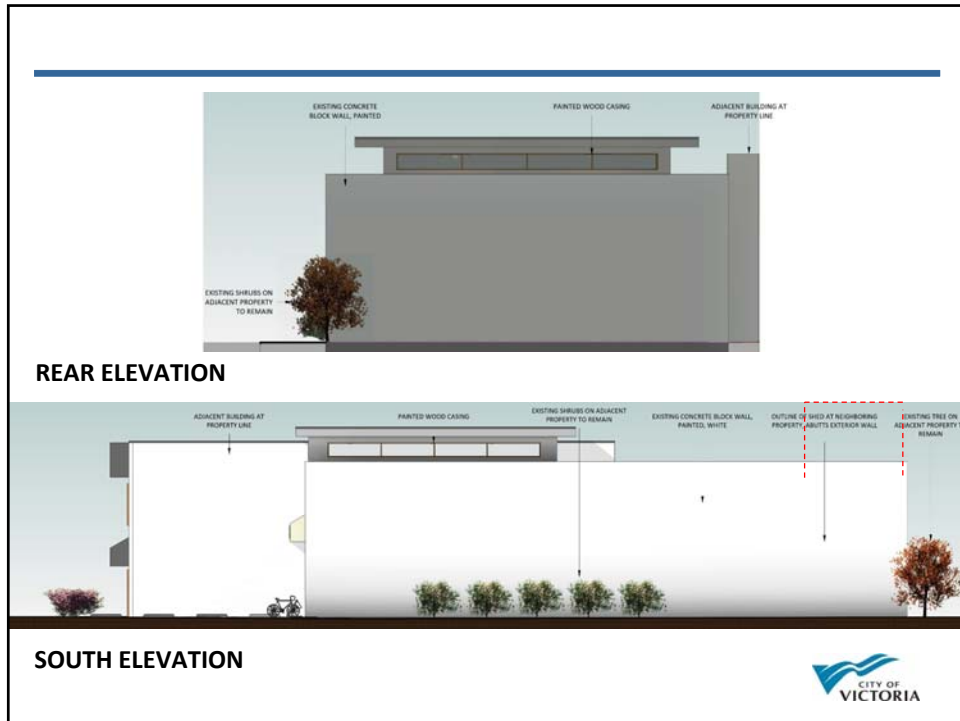 EXISTING CONCRETE
BLOCK WALL, PAINTED
PAINTED WOOD CASING
ADJACENT BUILDING AT
PROPERTY LINE
EXISTING SHRUBS ON
ADJACENT PROPERTY
TO REMAIN
REAR ELEVATION
ADJACENT BUILDING AT
PROPERTY LINE
PAINTED WOOD CASING
EXISTING SHRUBS ON ADJACENT
PROPERTY TO REMAIN
EXISTING CONCRETE BLOCK WALL,
PAINTED, WHITE
OUTLINE OF SHED AT NEIGHBORING
PROPERTY, ABUTTS EXTERIOR WALL
EXISTING TREE ON
ADJACENT PROPERTY T
REMAIN
SOUTH ELEVATION
CITY OF
VICTORIA